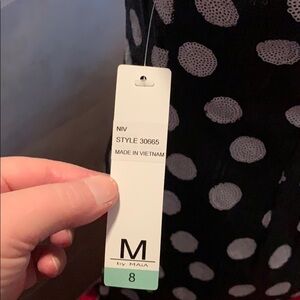 NIV
STYLE 30665
MADE IN VIETNAM
M
by MAIA
8